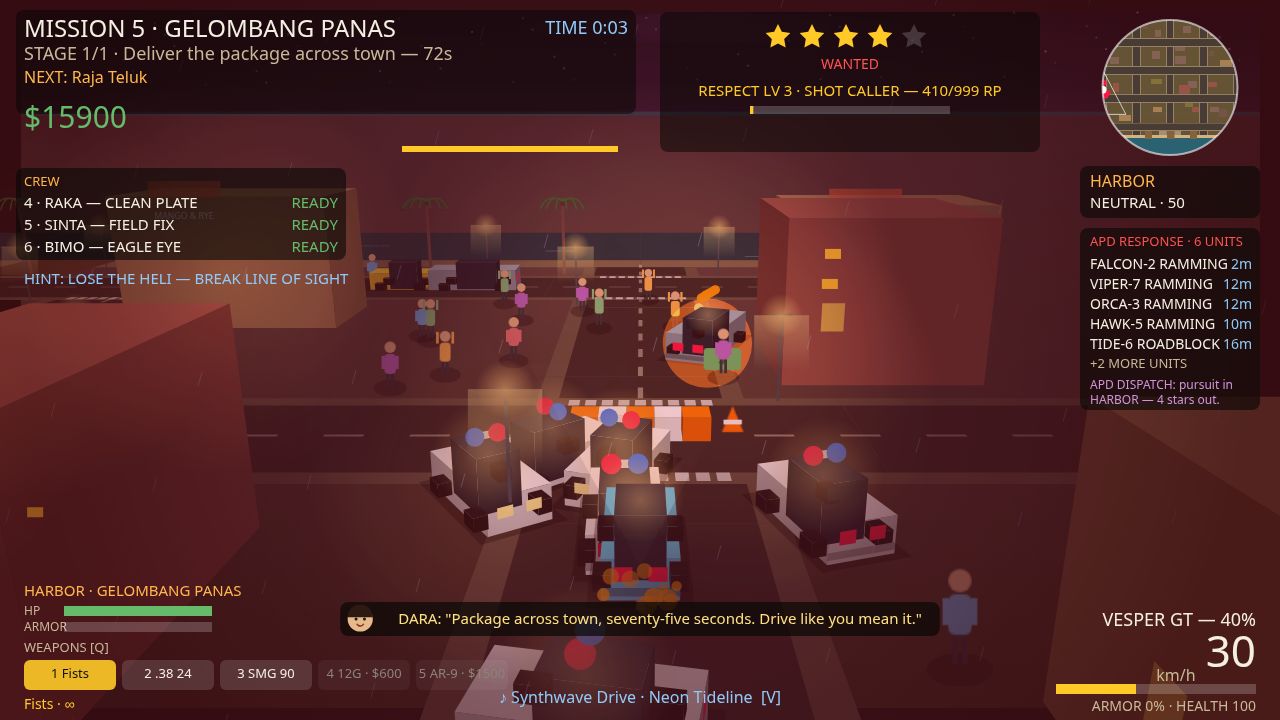 MISSION 5 · GELOMBANG PANAS
TIME 0:03
STAGE 1/1 · Deliver the package across town — 72s
NEXT: Raja Teluk
$15900
WANTED
RESPECT LV 3 · SHOT CALLER — 410/999 RP
HARBOR
NEUTRAL · 50
CREW
4 · RAKA — CLEAN PLATE READY
5 · SINTA — FIELD FIX READY
6 · BIMO — EAGLE EYE READY
MANGO & RYE
HINT: LOSE THE HELI — BREAK LINE OF SIGHT
APD RESPONSE · 6 UNITS
FALCON-2 RAMMING 2m
VIPER-7 RAMMING 12m
ORCA-3 RAMMING 12m
HAWK-5 RAMMING 10m
TIDE-6 ROADBLOCK 16m
+2 MORE UNITS
APD DISPATCH: pursuit in
HARBOR — 4 stars out.
HARBOR · GELOMBANG PANAS
HP
ARMOR
WEAPONS [Q]
1 Fists
2 .38 24
3 SMG 90
4 12G · $600
5 AR-9 · $1500
Fists · ∞
DARA: "Package across town, seventy-five seconds. Drive like you mean it."
♪ Synthwave Drive · Neon Tideline [V]
VESPER GT — 40%
30
km/h
ARMOR 0% · HEALTH 100